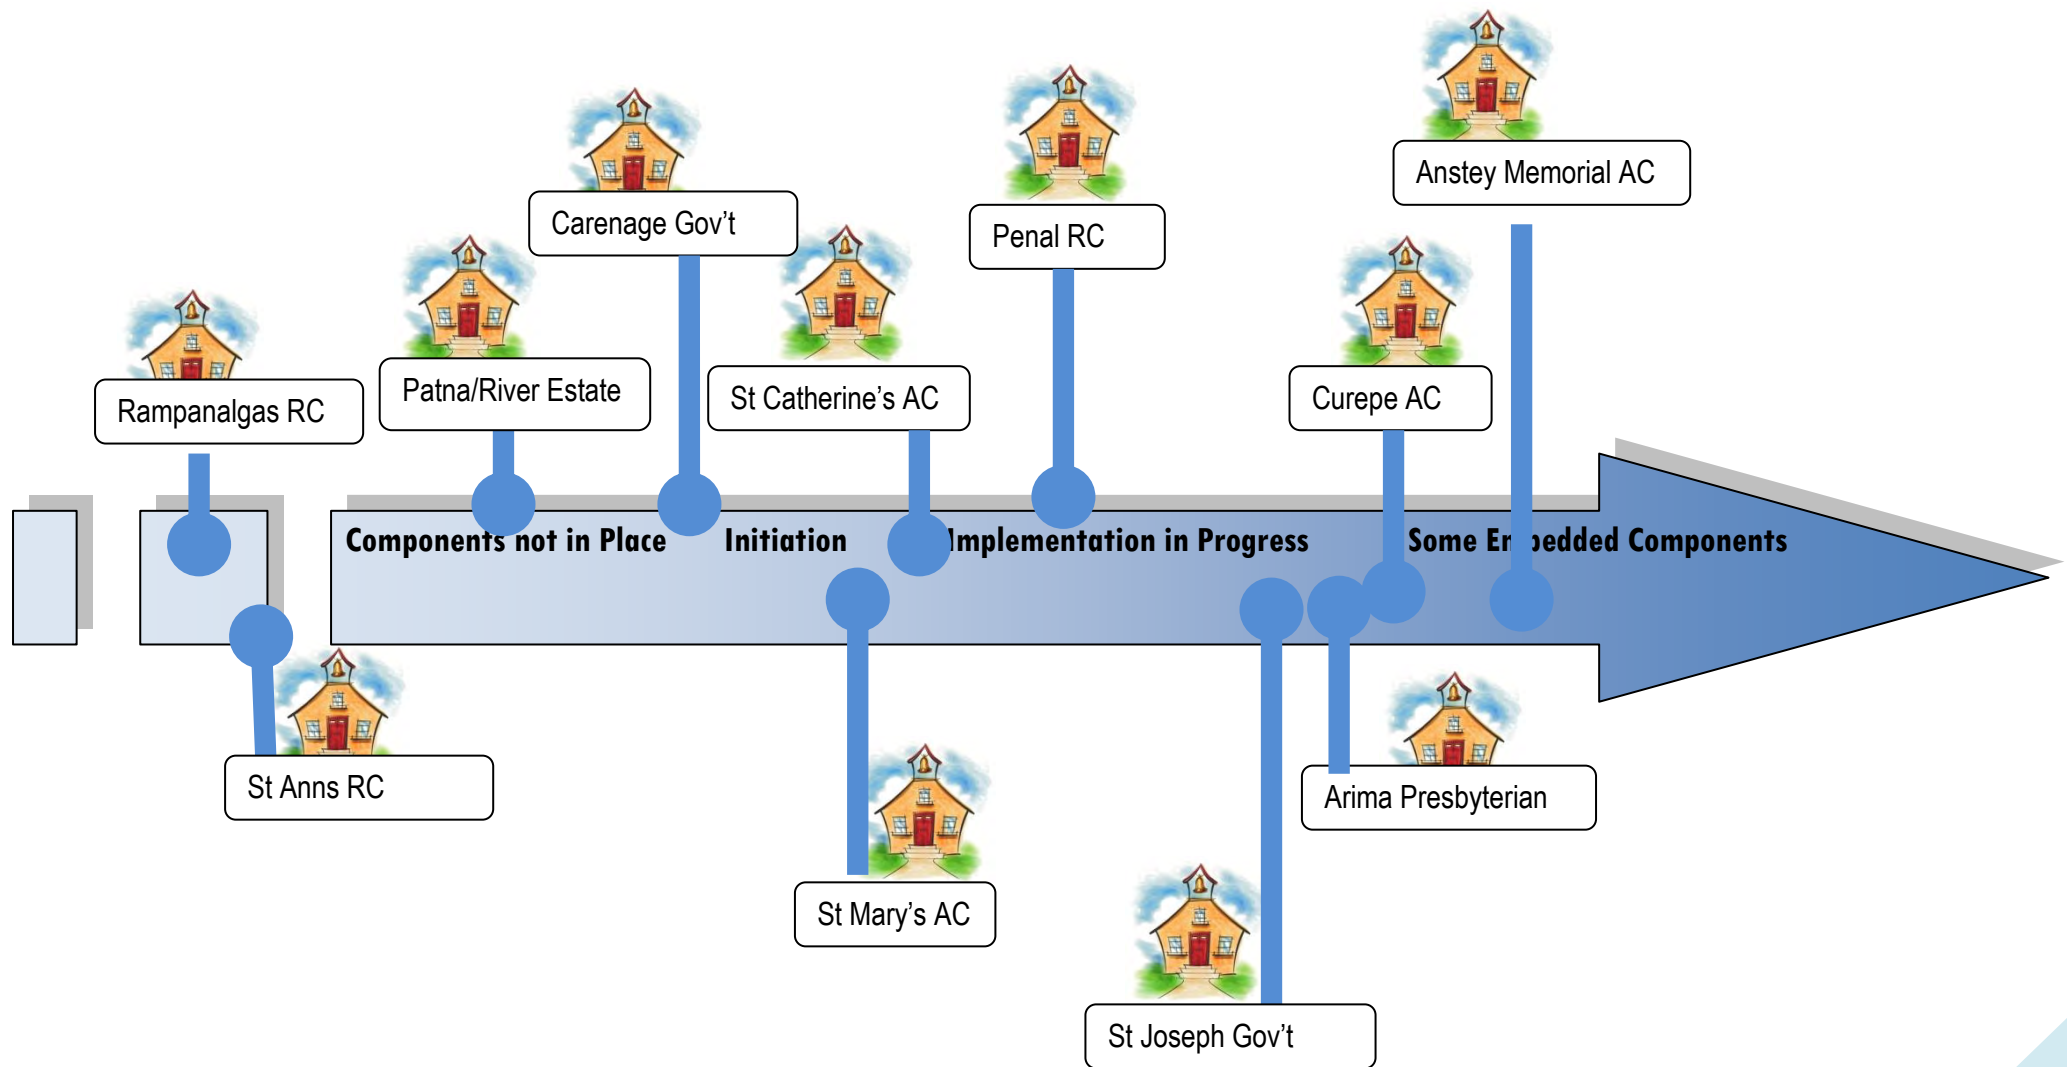 Anstey Memorial AC
Carenage Gov't
Penal RC
Patna/River Estate
St Catherine's AC
Curepe AC
Rampanalgas RC
Components not in Place
Initiation
Implementation in Progress
Some Embedded Components
St Anns RC
Arima Presbyterian
St Mary's AC
St Joseph Gov't